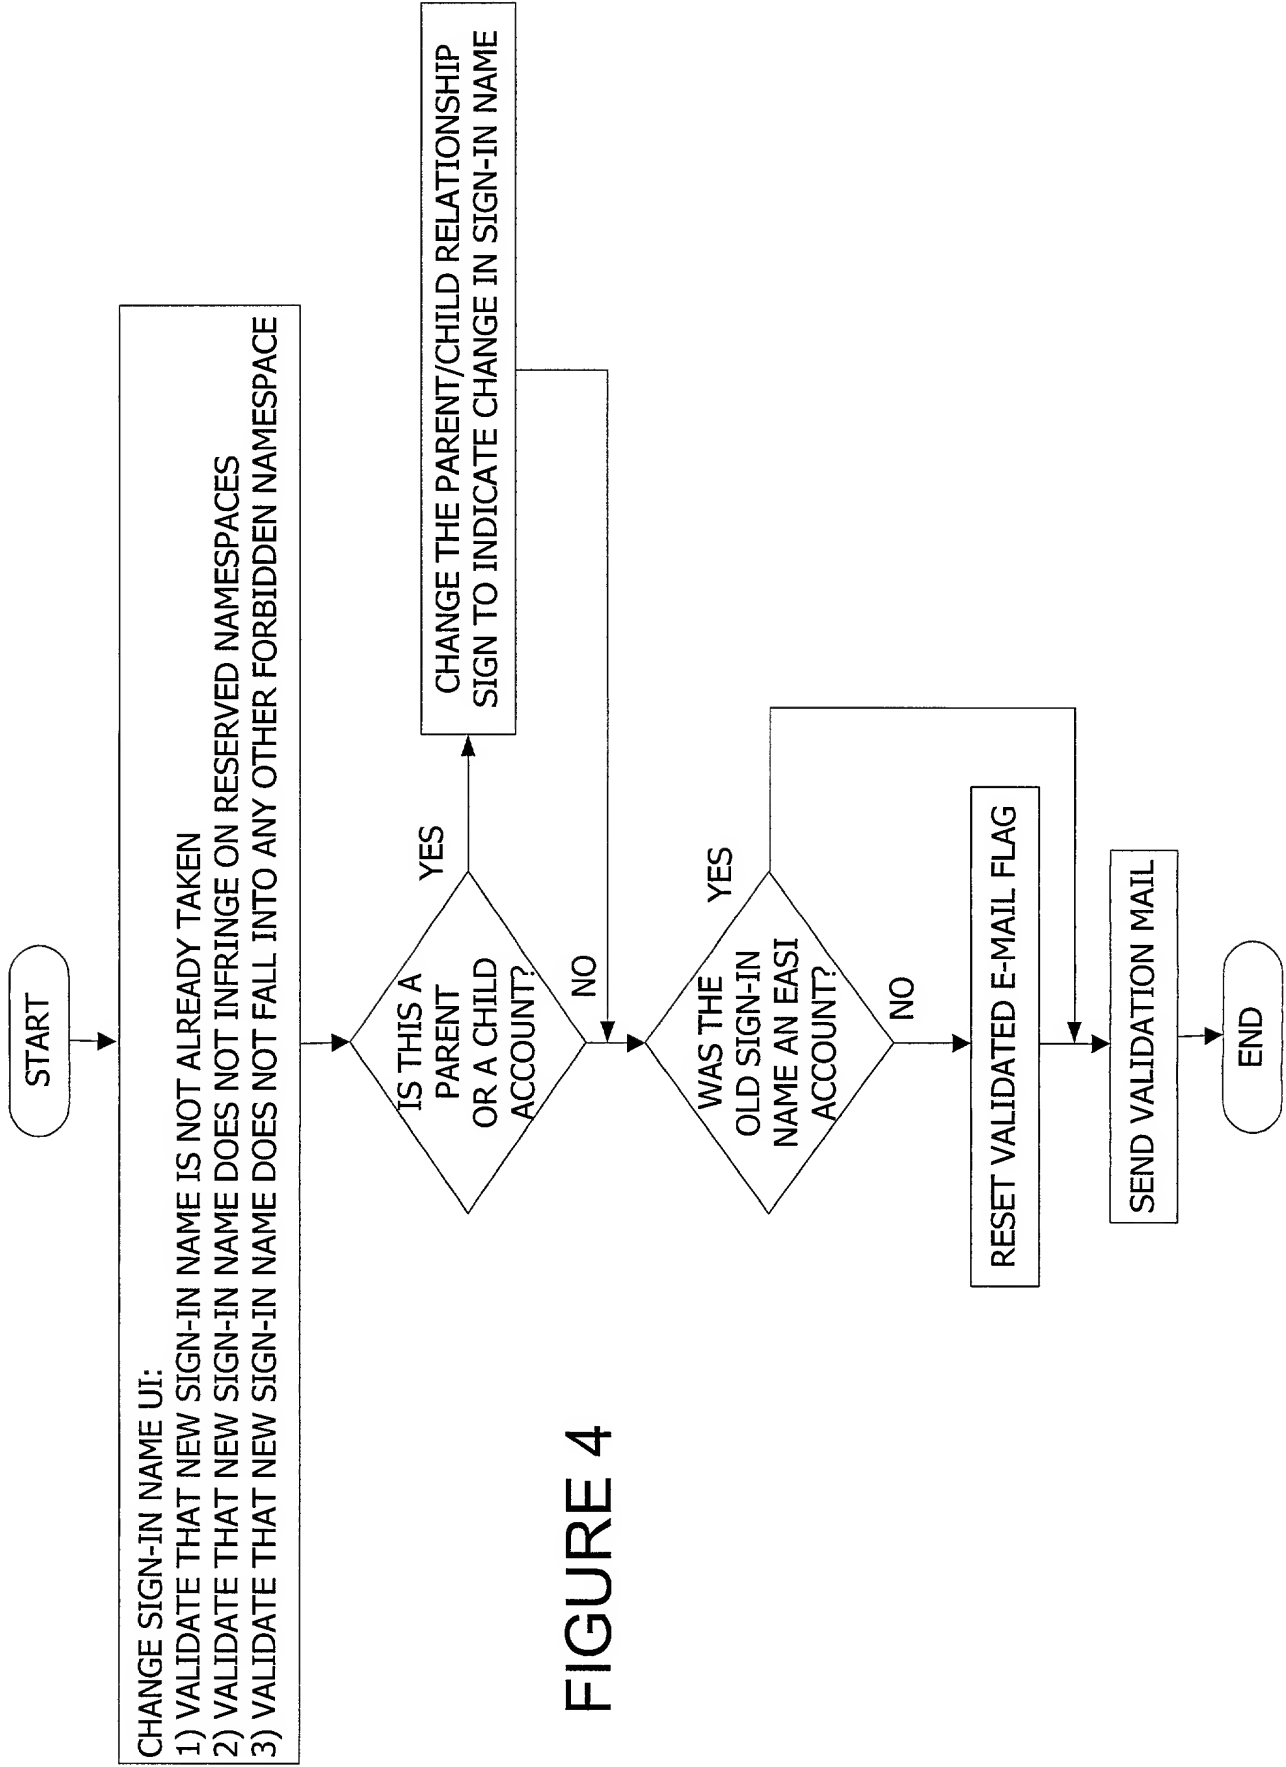 START
CHANGE SIGN-IN NAME UI:
1) VALIDATE THAT NEW SIGN-IN NAME IS NOT ALREADY TAKEN
2) VALIDATE THAT NEW SIGN-IN NAME DOES NOT INFRINGE ON RESERVED NAMESPACES
3) VALIDATE THAT NEW SIGN-IN NAME DOES NOT FALL INTO ANY OTHER FORBIDDEN NAMESPACE
IS THIS A
PARENT
OR A CHILD
ACCOUNT?
YES
CHANGE THE PARENT/CHILD RELATIONSHIP
SIGN TO INDICATE CHANGE IN SIGN-IN NAME
NO
WAS THE
OLD SIGN-IN
NAME AN EASI
ACCOUNT?
YES
NO
RESET VALIDATED E-MAIL FLAG
SEND VALIDATION MAIL
END
FIGURE 4